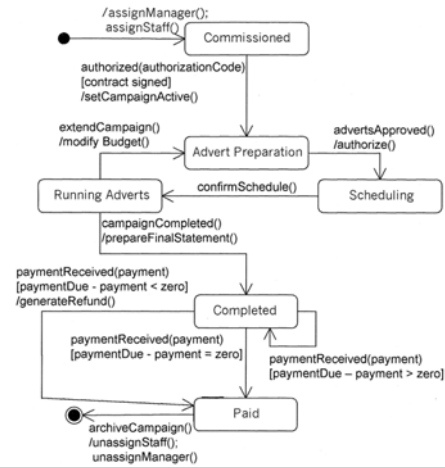 /assignManager();
assignStaff()
Commissioned
authorized(authorizationCode)
[contract signed]
/setCampaignActive()
extendCampaign()
/modify Budget()
Advert Preparation
advertsApproved()
/authorize()
Running Adverts
confirmSchedule()
Scheduling
campaignCompleted()
/prepareFinalStatement()
paymentReceived(payment)
[paymentDue - payment < zero]
/generateRefund()
Completed
paymentReceived(payment)
[paymentDue - payment = zero]
paymentReceived(payment)
[paymentDue – payment > zero]
Paid
archiveCampaign()
/unassignStaff();
unassignManager()